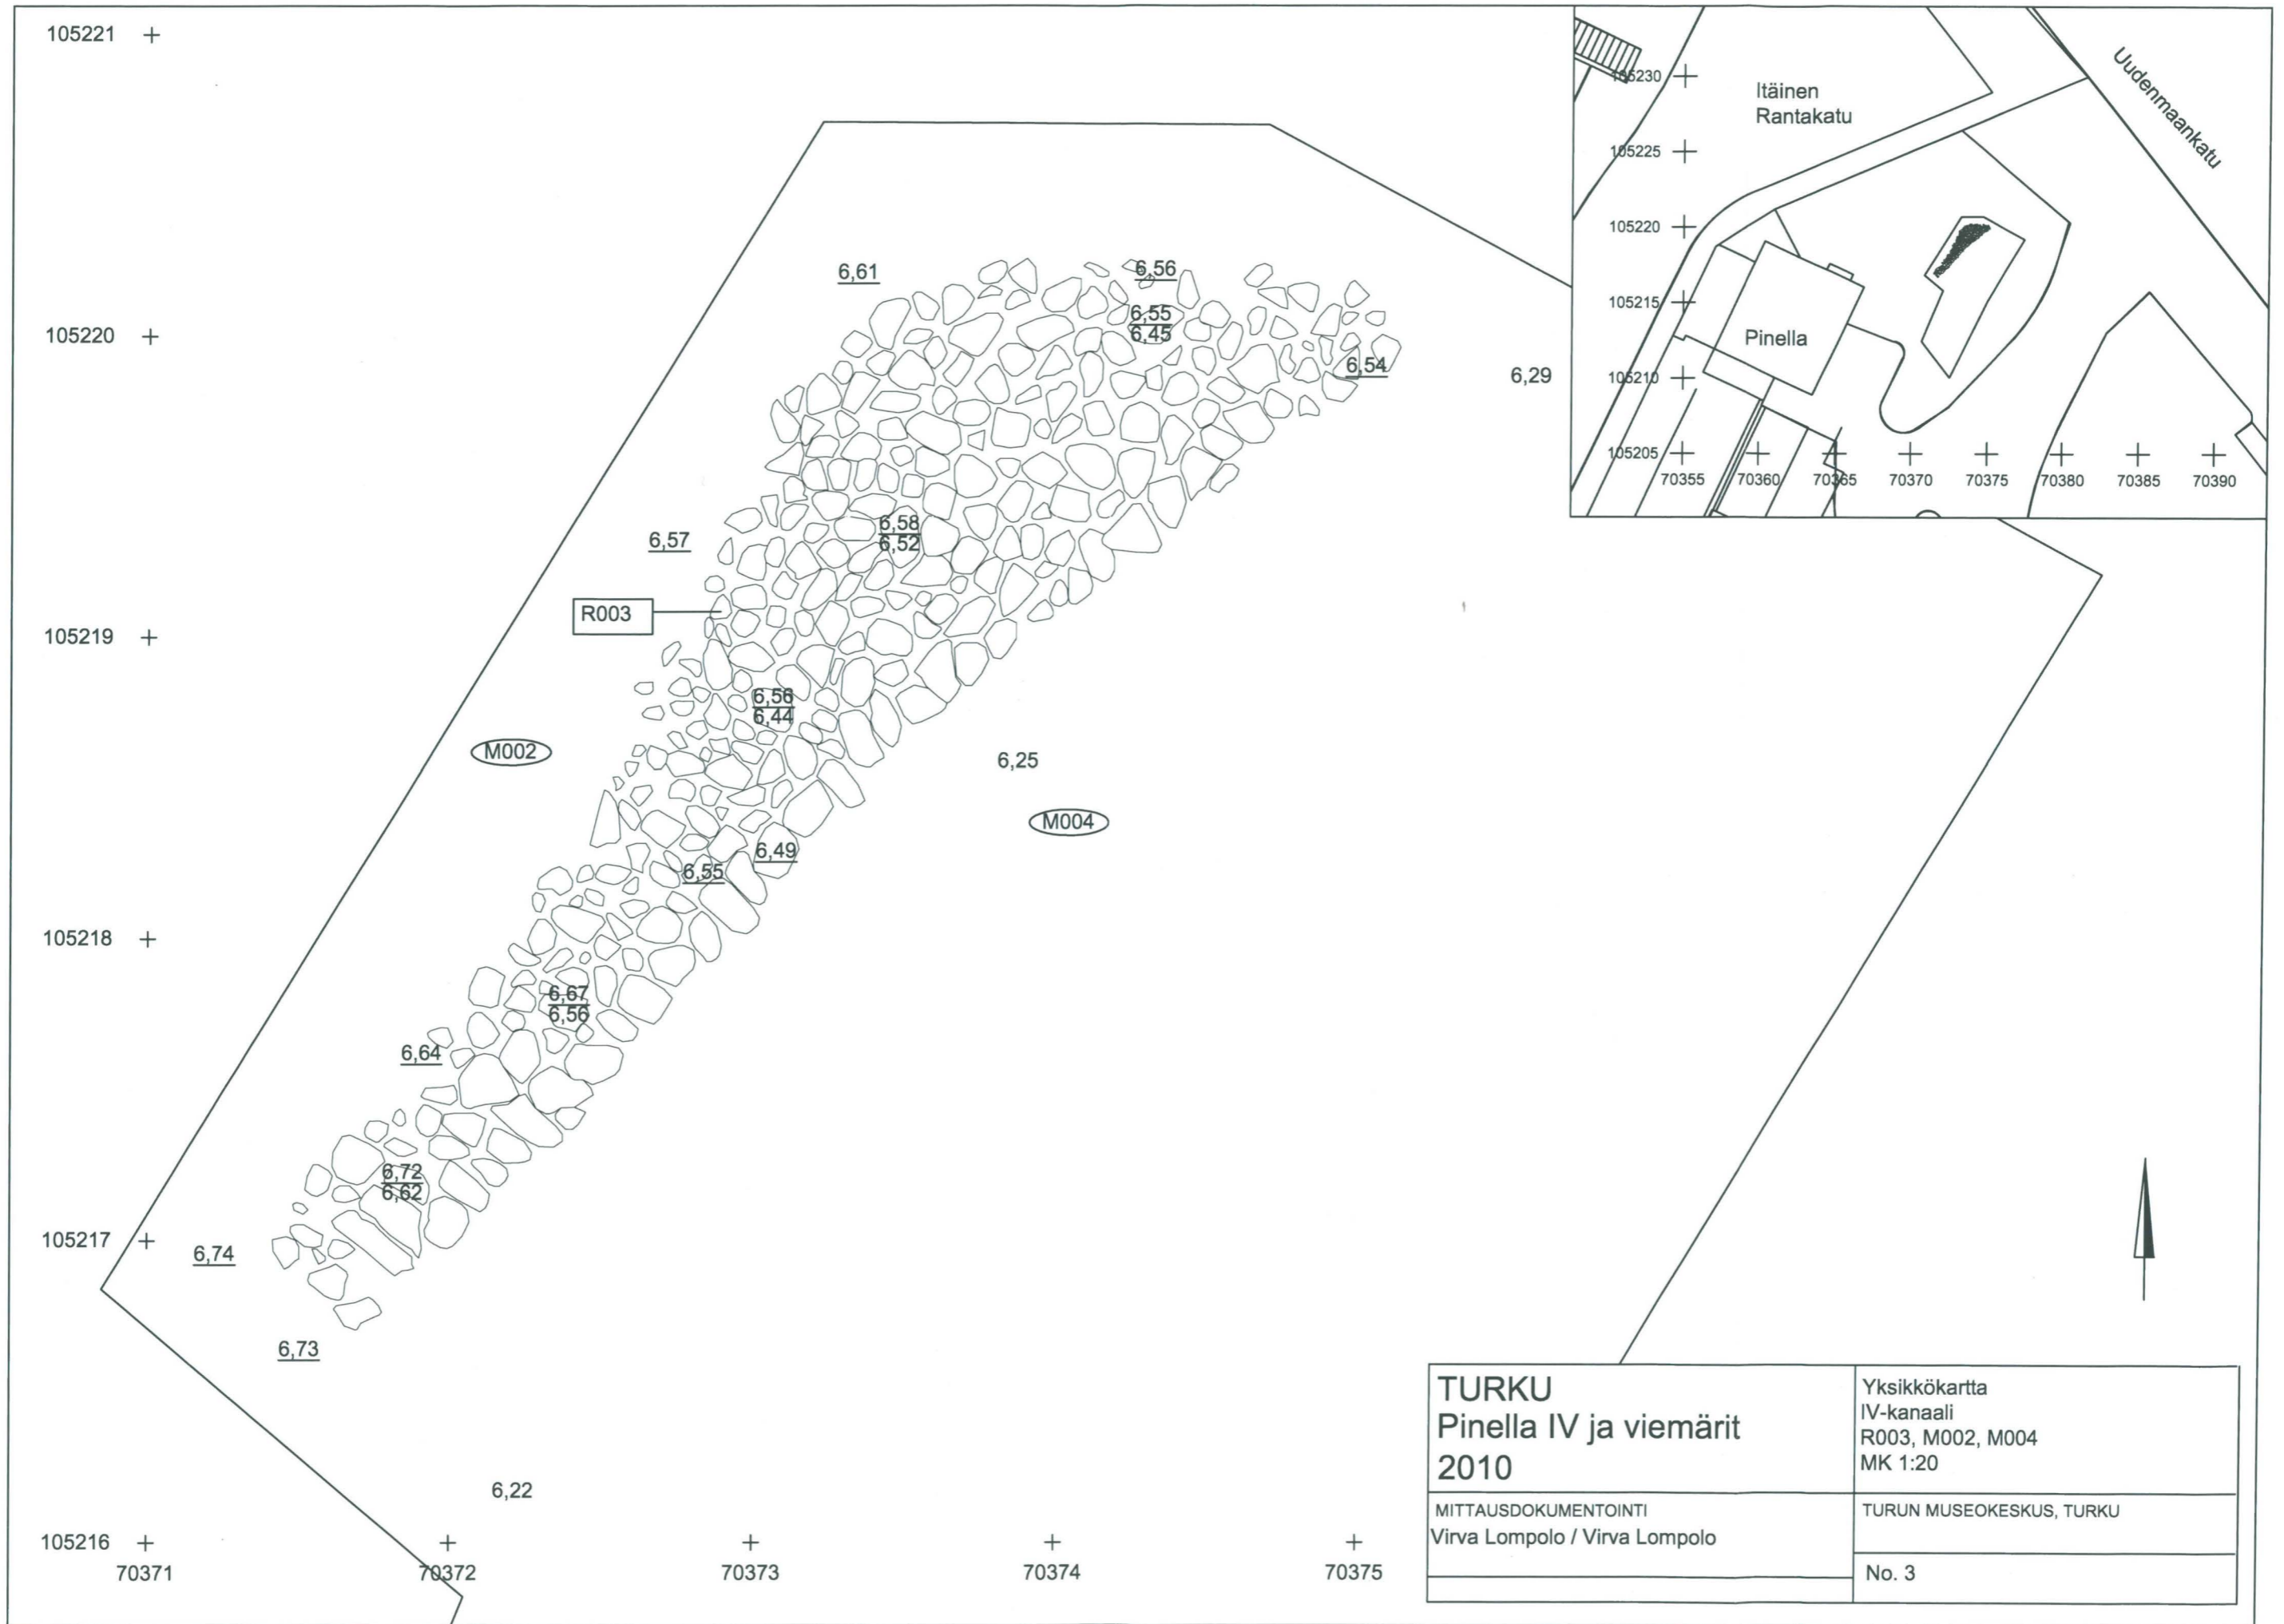 105221
105220
105219
105218
105217
105216
70371
70372
70373
70374
70375
6,61
6,56
6,55
6,45
6,54
6,29
6,58
6,52
6,57
R003
6,56
6,44
M002
6,25
M004
6,49
6,55
6,67
6,56
6,64
6,72
6,62
6,74
6,73
6,22
Itäinen
Rantakatu
Uudenmaankatu
Pinella
105230
105225
105220
105215
105210
105205
70355
70360
70365
70370
70375
70380
70385
70390
TURKU
Pinella IV ja viemärit
2010
MITTAUSDOKUMENTOINTI
Virva Lompolo / Virva Lompolo
Yksikkökartta
IV-kanaali
R003, M002, M004
MK 1:20
TURUN MUSEOKESKUS, TURKU
No. 3